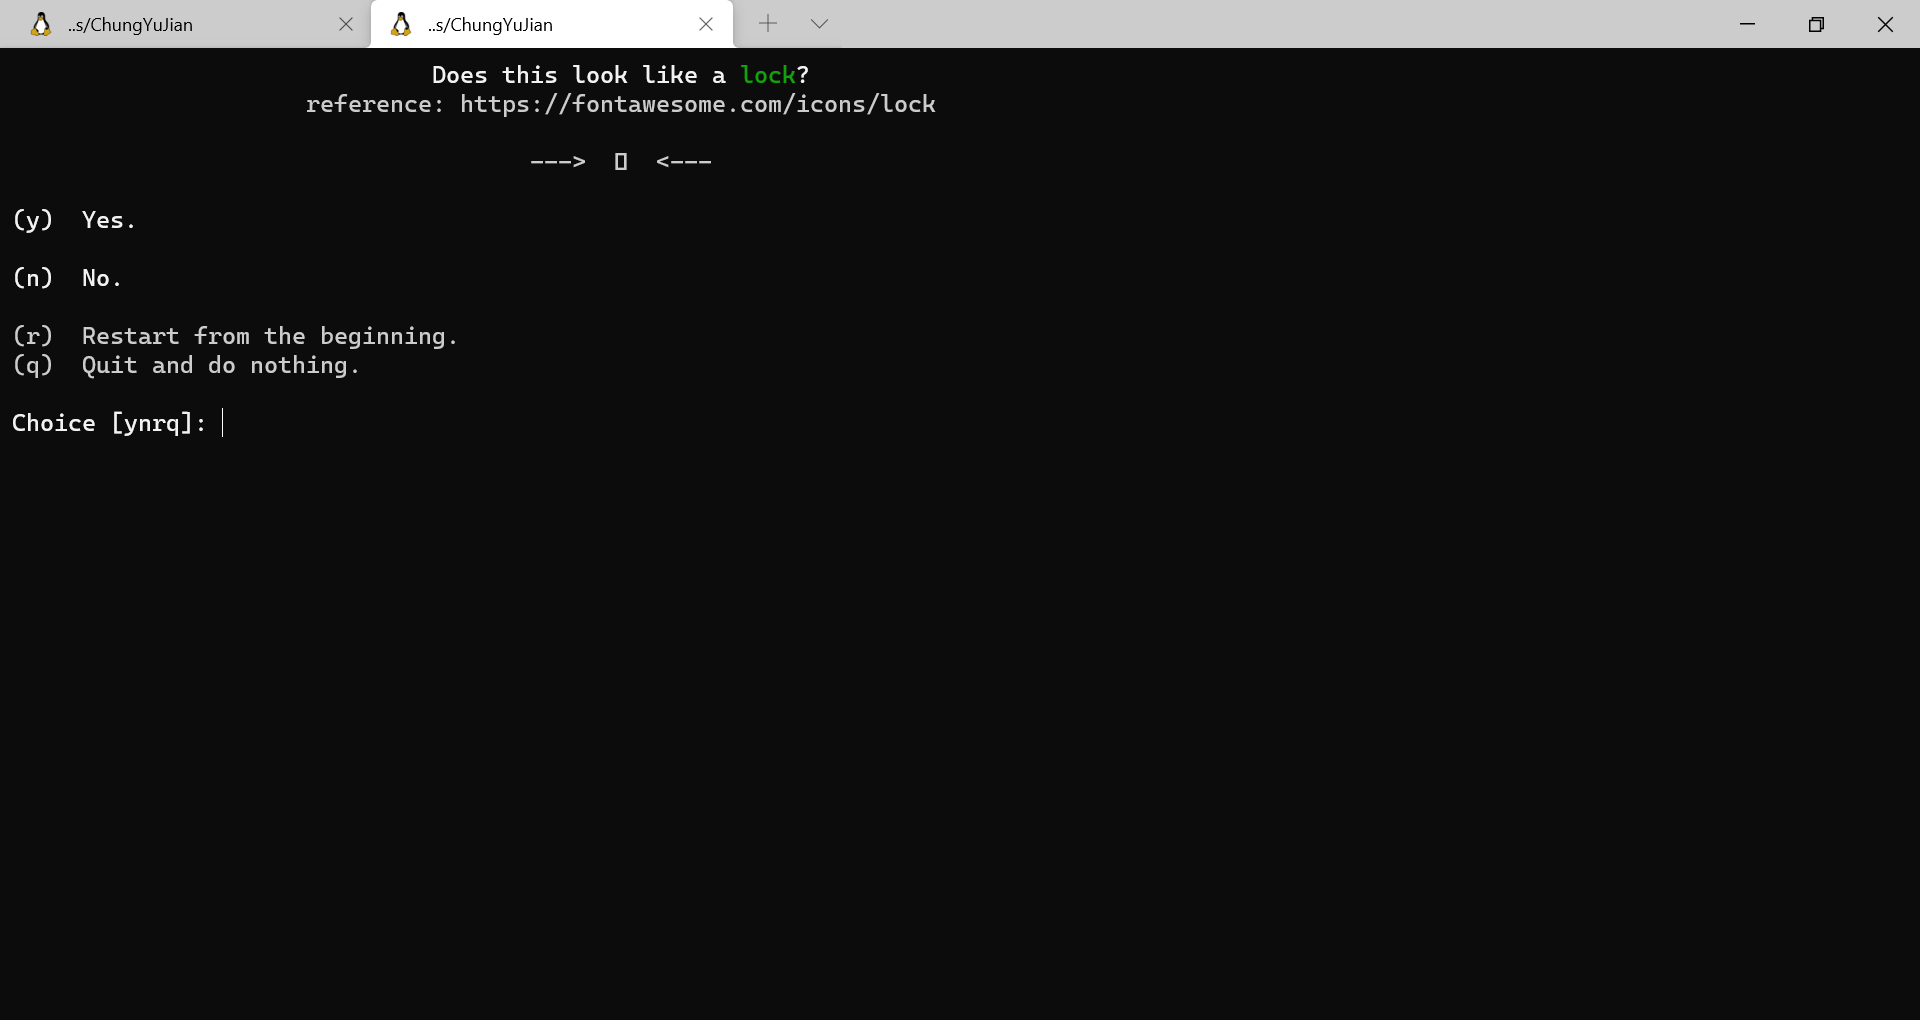 ..s/ChungYuJian ..s/ChungYuJian
Does this look like a lock?
reference: https://fontawesome.com/icons/lock
---> ▯ <---
(y) Yes.
(n) No.
(r) Restart from the beginning.
(q) Quit and do nothing.
Choice [ynrq]: